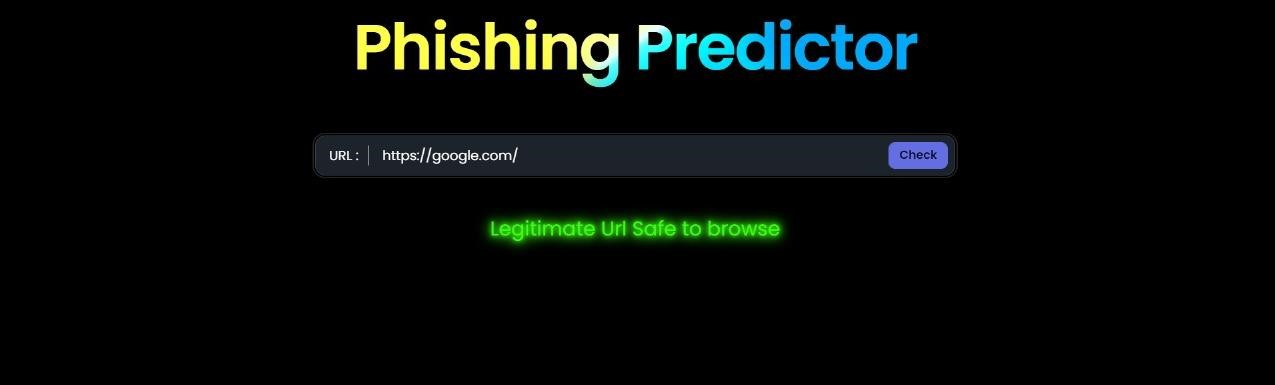 Phishing Predictor
URL : https://google.com/ Check
Legitimate Url Safe to browse